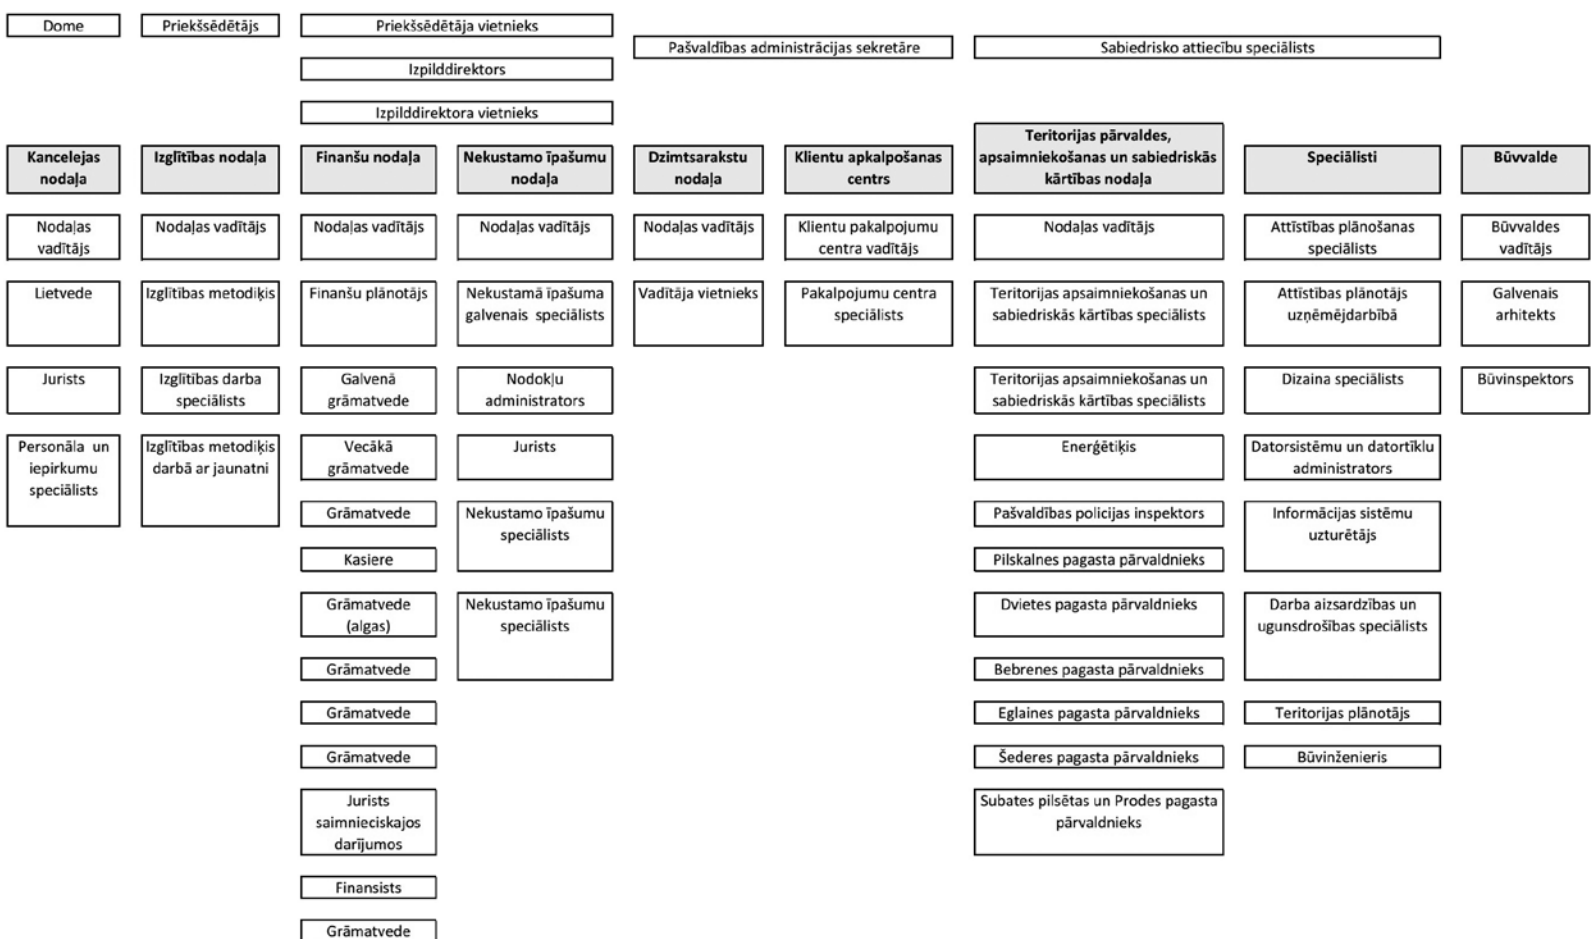 Dome
Priekšsēdētājs
Priekšsēdētāja vietnieks
Pašvaldības administrācijas sekretāre
Sabiedrisko attiecību speciālists
Izpilddirektors
Izpilddirektora vietnieks
Kancelejas
nodaļa
Nodaļas
vadītājs
Lietvede
Jurists
Personāla un
iepirkumu
speciālists
Izglītības nodaļa
Nodaļas vadītājs
Izglītības metodiķis
Izglītības darba
speciālists
Izglītības metodiķis
darbā ar jaunatni
Finanšu nodaļa
Nodaļas vadītājs
Finanšu plānotājs
Galvenā
grāmatvede
Vecākā
grāmatvede
Grāmatvede
Kasiere
Grāmatvede
(algas)
Grāmatvede
Grāmatvede
Grāmatvede
Jurists
saimnieciskajos
darījumos
Finansists
Grāmatvede
Nekustamo īpašumu
nodaļa
Nodaļas vadītājs
Nekustamā īpašuma
galvenais speciālists
Nodokļu
administrators
Jurists
Nekustamo īpašumu
speciālists
Nekustamo īpašumu
speciālists
Dzimtsarakstu
nodaļa
Nodaļas vadītājs
Vadītāja vietnieks
Klientu apkalpošanas
centrs
Klientu pakalpojumu
centra vadītājs
Pakalpojumu centra
speciālists
Teritorijas pārvaldes,
apsaimniekošanas un sabiedriskās
kārtības nodaļa
Nodaļas vadītājs
Teritorijas apsaimniekošanas un
sabiedriskās kārtības speciālists
Teritorijas apsaimniekošanas un
sabiedriskās kārtības speciālists
Enerģētiķis
Pašvaldības policijas inspektors
Pilskalnes pagasta pārvaldnieks
Dvietes pagasta pārvaldnieks
Bebrenes pagasta pārvaldnieks
Eglaines pagasta pārvaldnieks
Šederes pagasta pārvaldnieks
Subates pilsētas un Prodes pagasta
pārvaldnieks
Speciālisti
Attīstības plānošanas
speciālists
Attīstības plānotājs
uzņēmējdarbībā
Dizaina speciālists
Datorsistēmu un datortīklu
administrators
Informācijas sistēmu
uzturētājs
Darba aizsardzības un
ugunsdrošības speciālists
Teritorijas plānotājs
Būvinženieris
Būvvalde
Būvvaldes
vadītājs
Galvenais
arhitekts
Būvinspektors